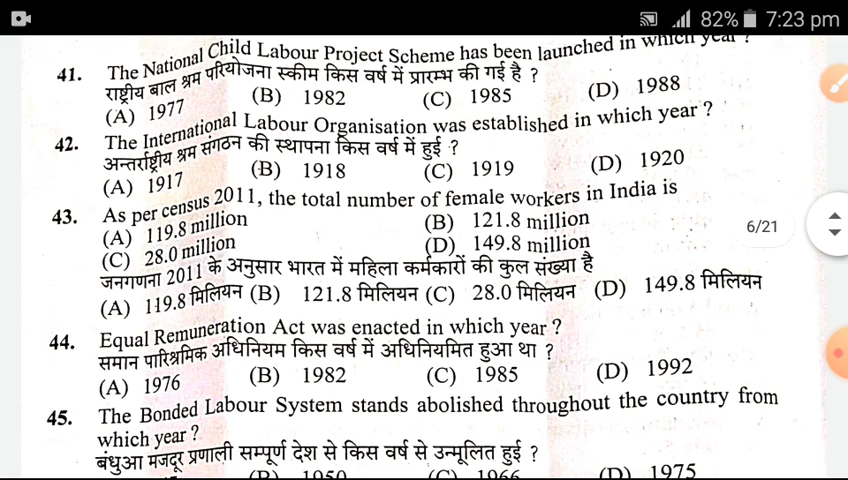 82% 7:23 pm
41. The National Child Labour Project Scheme has been launched in which year ?
राष्ट्रीय बाल श्रम परियोजना स्कीम किस वर्ष में प्रारम्भ की गई है ?
(A) 1977 (B) 1982 (C) 1985 (D) 1988
42. The International Labour Organisation was established in which year ?
अन्तर्राष्ट्रीय श्रम संगठन की स्थापना किस वर्ष में हुई ?
(A) 1917 (B) 1918 (C) 1919 (D) 1920
43. As per census 2011, the total number of female workers in India is
(A) 119.8 million (B) 121.8 million
(C) 28.0 million (D) 149.8 million
6/21
जनगणना 2011 के अनुसार भारत में महिला कर्मकारों की कुल संख्या है
(A) 119.8 मिलियन (B) 121.8 मिलियन (C) 28.0 मिलियन (D) 149.8 मिलियन
44. Equal Remuneration Act was enacted in which year ?
समान पारिश्रमिक अधिनियम किस वर्ष में अधिनियमित हुआ था ?
(A) 1976 (B) 1982 (C) 1985 (D) 1992
45. The Bonded Labour System stands abolished throughout the country from
which year ?
बंधुआ मजदूर प्रणाली सम्पूर्ण देश से किस वर्ष से उन्मूलित हुई ?
(B) 1950 (C) 1966 (D) 1975